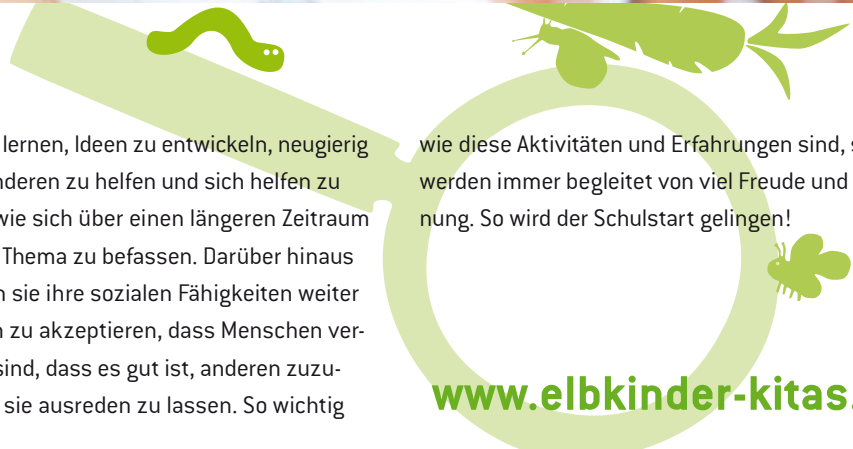 lernen, Ideen zu entwickeln, neugierig
zu helfen und sich helfen zu
wie sich über einen längeren Zeitraum
Thema zu befassen. Darüber hinaus
sie ihre sozialen Fähigkeiten weiter
zu akzeptieren, dass Menschen ver-
sind, dass es gut ist, anderen zuzu-
sie ausreden zu lassen. So wichtig
wie diese Aktivitäten und Erfahrungen sind,
werden immer begleitet von viel Freude und
nung. So wird der Schulstart gelingen!
www.elbkinder-kitas.